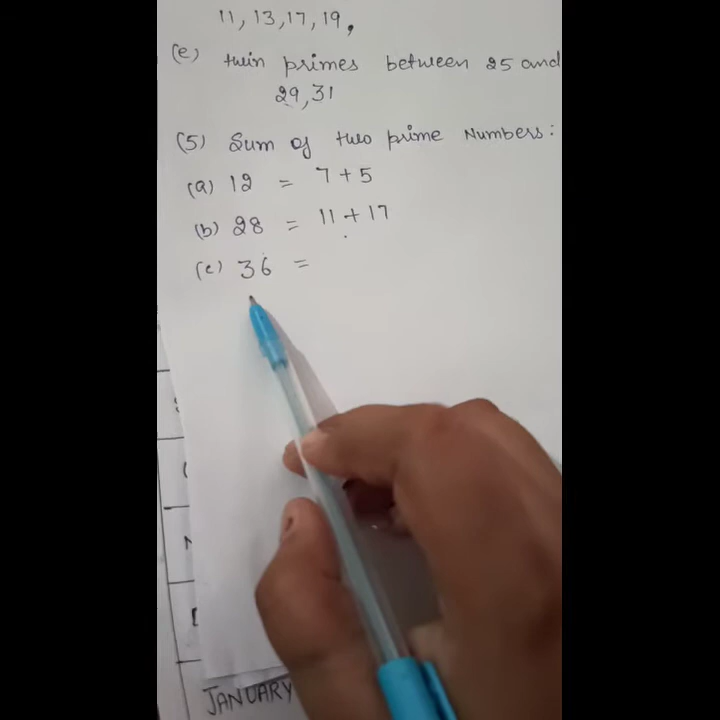 11, 13, 17, 19,
(e) twin primes between 25 and
29, 31
(5) Sum of two prime Numbers:
(a) 12 = 7 + 5
(b) 28 = 11 + 17
(c) 36 =
JANUARY